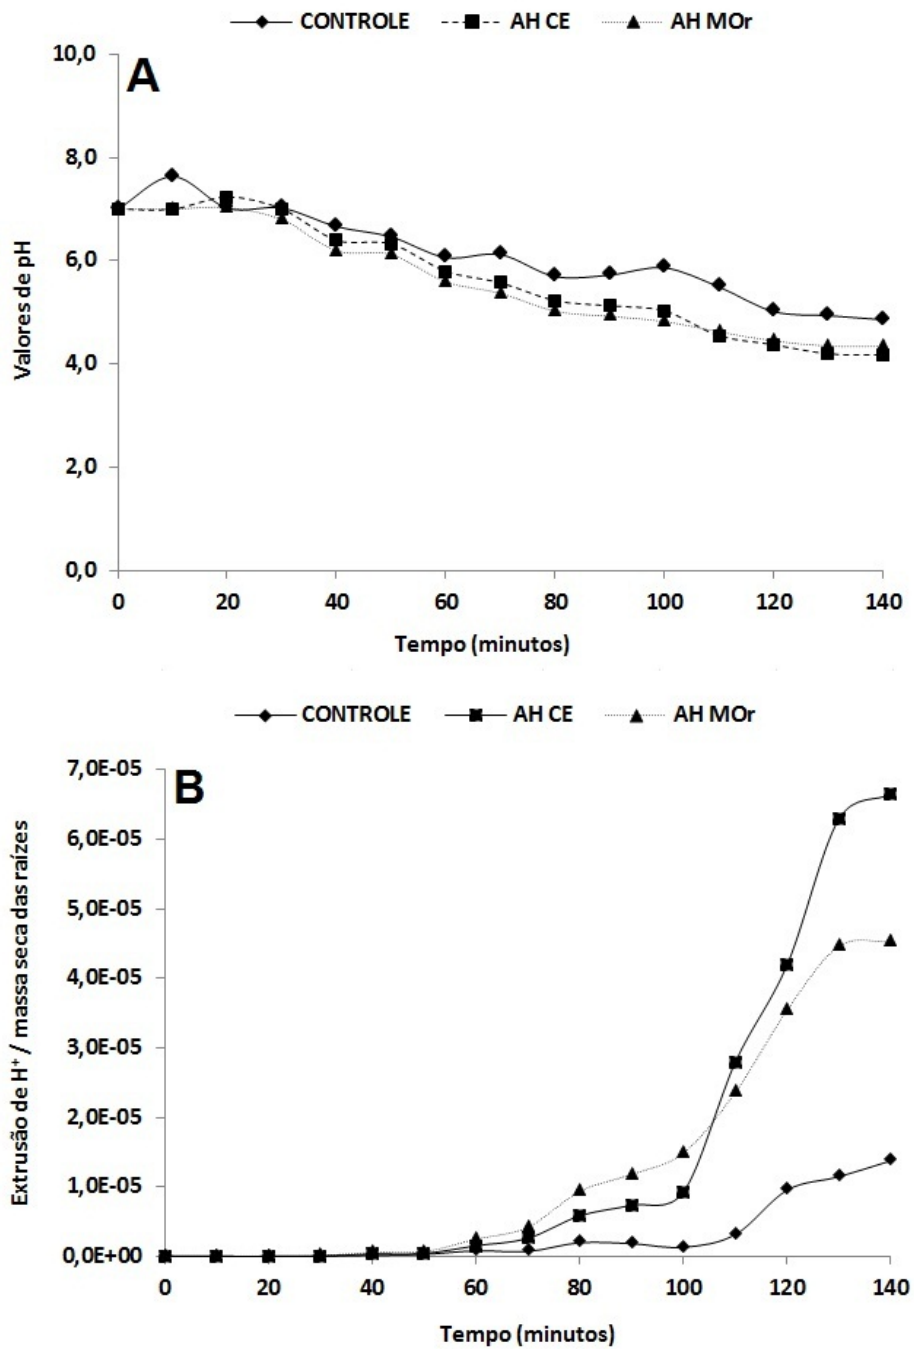 CONTROLE AH CE AH MOr
A
10,0
8,0
6,0
4,0
2,0
0,0
Valores de pH
0 20 40 60 80 100 120 140
Tempo (minutos)
CONTROLE AH CE AH MOr
B
7,0E-05
6,0E-05
5,0E-05
4,0E-05
3,0E-05
2,0E-05
1,0E-05
0,0E+00
Extrusão de H⁺ / massa seca das raízes
0 20 40 60 80 100 120 140
Tempo (minutos)